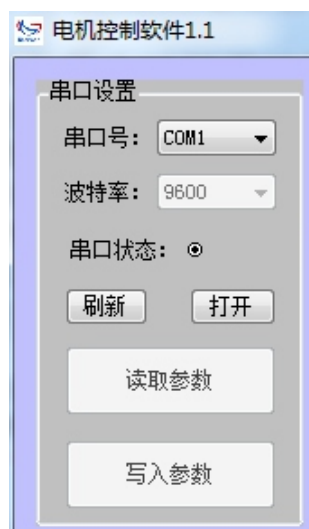 电机控制软件1.1
串口设置
串口号： COM1
波特率： 9600
串口状态：
刷新 打开
读取参数
写入参数